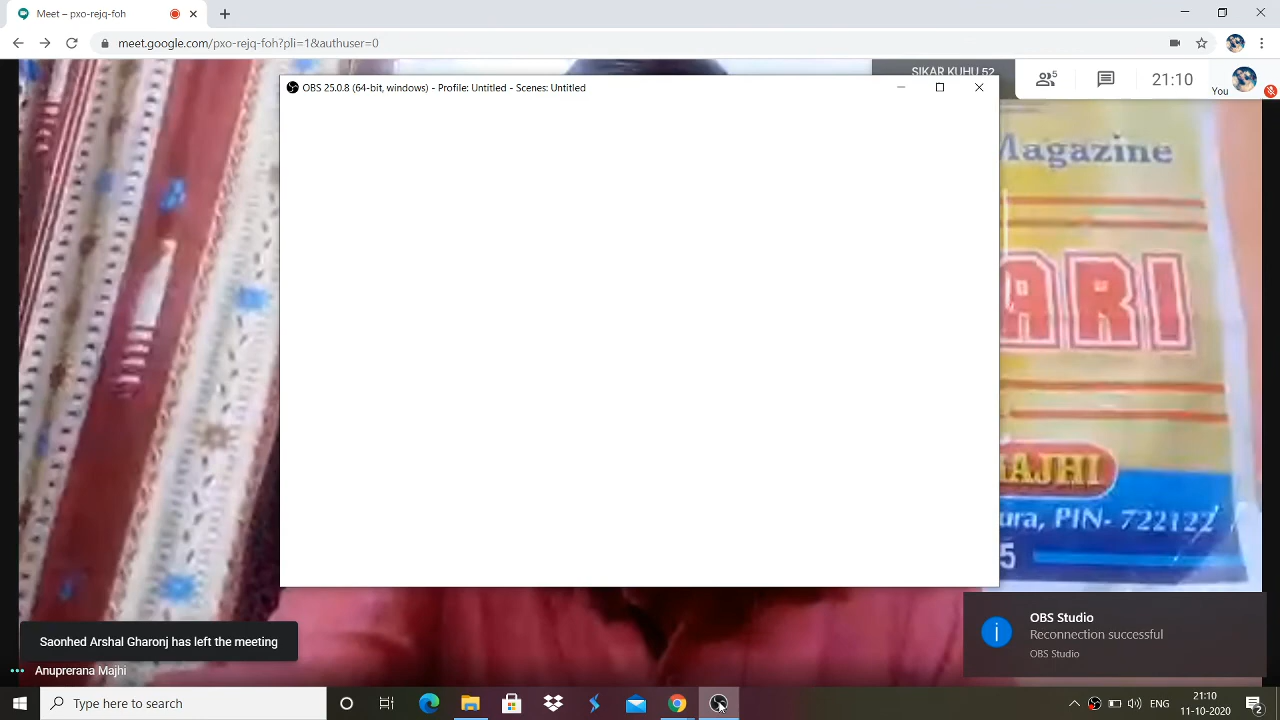 Meet – pxo-rejq-foh
meet.google.com/pxo-rejq-foh?pli=1&authuser=0
SIKAR KUHU 52
5
21:10
You
OBS 25.0.8 (64-bit, windows) - Profile: Untitled - Scenes: Untitled
Magazine
ARI
MAJHI
ura, PIN- 722122
5
OBS Studio
Reconnection successful
OBS Studio
Saonhed Arshal Gharonj has left the meeting
Anuprerana Majhi
Type here to search
ENG
21:10
11-10-2020
2